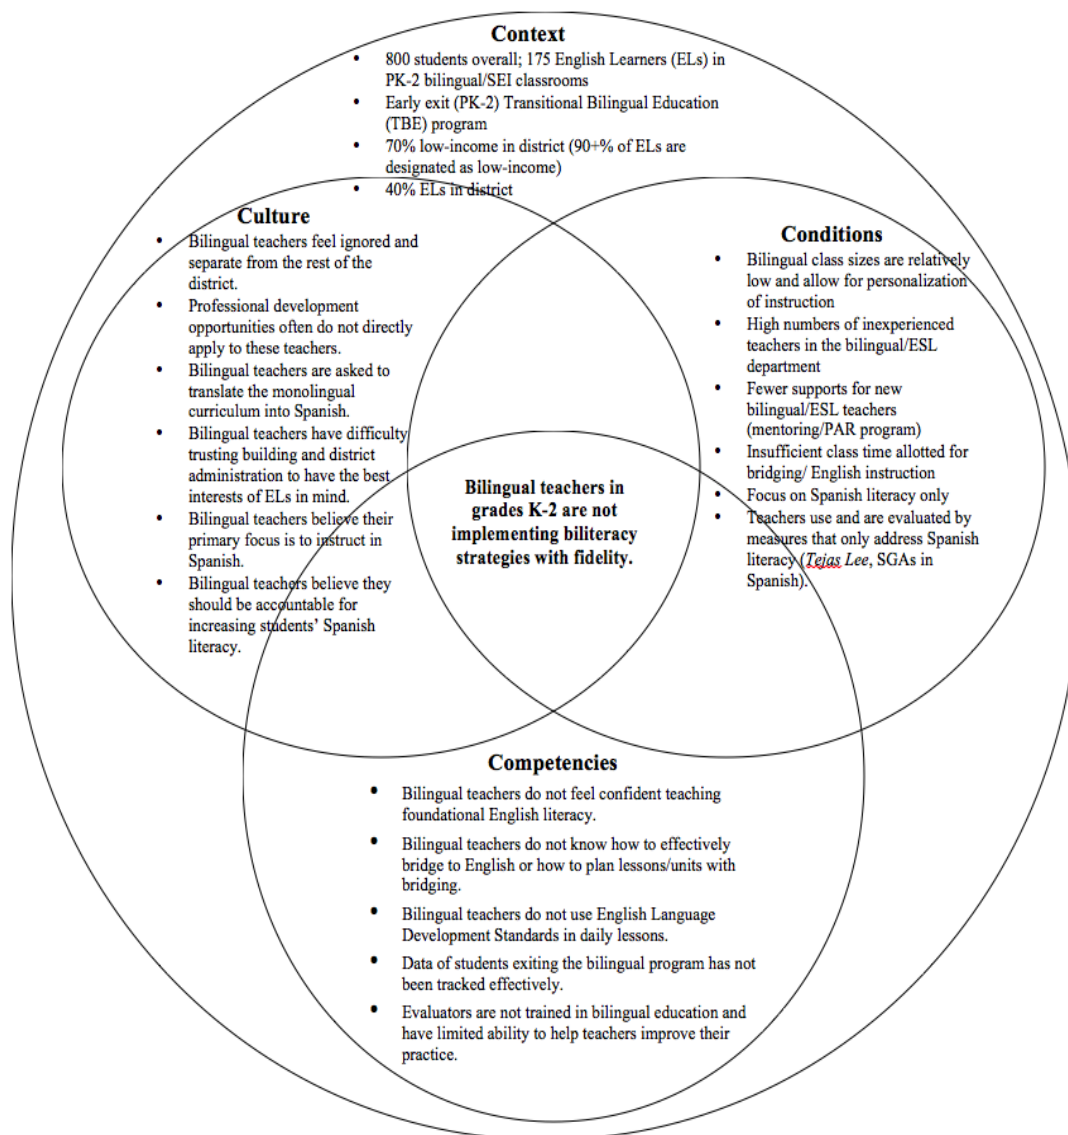 Context
• 800 students overall; 175 English Learners (ELs) in
PK-2 bilingual/SEI classrooms
• Early exit (PK-2) Transitional Bilingual Education
(TBE) program
• 70% low-income in district (90+% of ELs are
designated as low-income)
• 40% ELs in district
Culture
• Bilingual teachers feel ignored and
separate from the rest of the
district.
• Professional development
opportunities often do not directly
apply to these teachers.
• Bilingual teachers are asked to
translate the monolingual
curriculum into Spanish.
• Bilingual teachers have difficulty
trusting building and district
administration to have the best
interests of ELs in mind.
• Bilingual teachers believe their
primary focus is to instruct in
Spanish.
• Bilingual teachers believe they
should be accountable for
increasing students’ Spanish
literacy.
Bilingual teachers in
grades K-2 are not
implementing biliteracy
strategies with fidelity.
Conditions
• Bilingual class sizes are relatively
low and allow for personalization
of instruction
• High numbers of inexperienced
teachers in the bilingual/ESL
department
• Fewer supports for new
bilingual/ESL teachers
(mentoring/PAR program)
• Insufficient class time allotted for
bridging/ English instruction
• Focus on Spanish literacy only
• Teachers use and are evaluated by
measures that only address Spanish
literacy (Tejas Lee, SGAs in
Spanish).
Competencies
• Bilingual teachers do not feel confident teaching
foundational English literacy.
• Bilingual teachers do not know how to effectively
bridge to English or how to plan lessons/units with
bridging.
• Bilingual teachers do not use English Language
Development Standards in daily lessons.
• Data of students exiting the bilingual program has not
been tracked effectively.
• Evaluators are not trained in bilingual education and
have limited ability to help teachers improve their
practice.